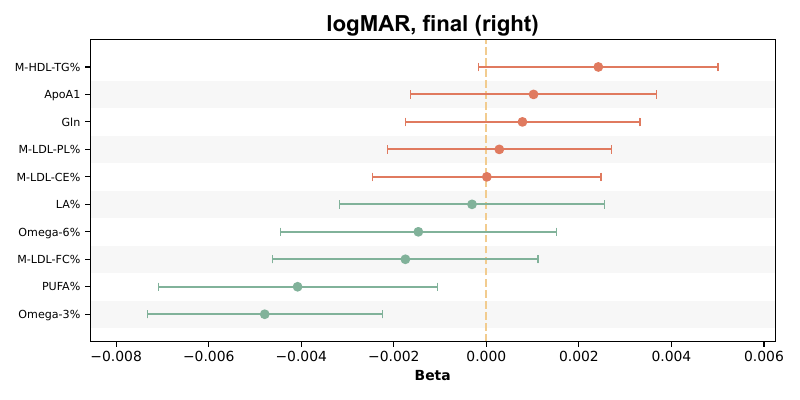 logMAR, final (right)
M-HDL-TG%
ApoA1
Gln
M-LDL-PL%
M-LDL-CE%
LA%
Omega-6%
M-LDL-FC%
PUFA%
Omega-3%
−0.008 −0.006 −0.004 −0.002 0.000 0.002 0.004 0.006
Beta